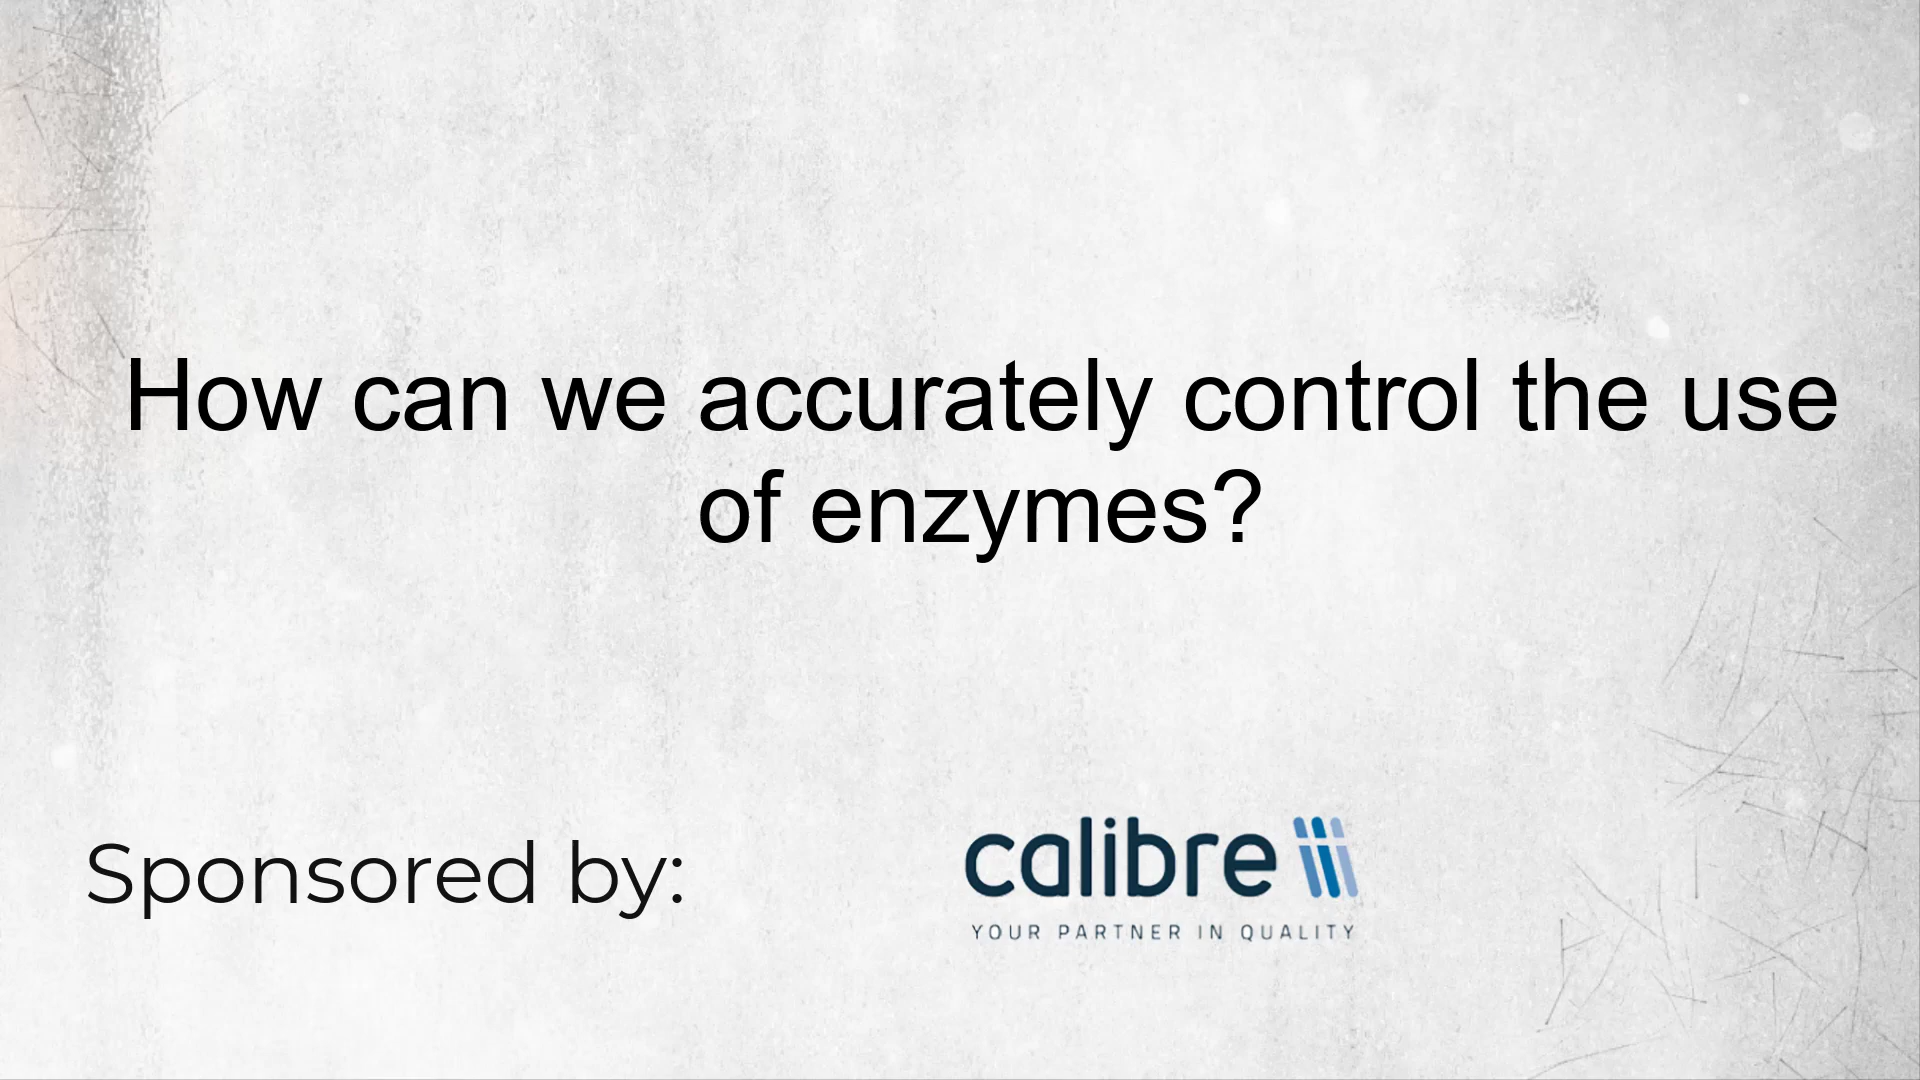 How can we accurately control the use
of enzymes?
Sponsored by:
calibre
YOUR PARTNER IN QUALITY